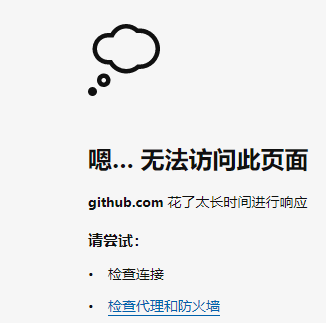 嗯... 无法访问此页面
github.com 花了太长时间进行响应
请尝试：
• 检查连接
• 检查代理和防火墙